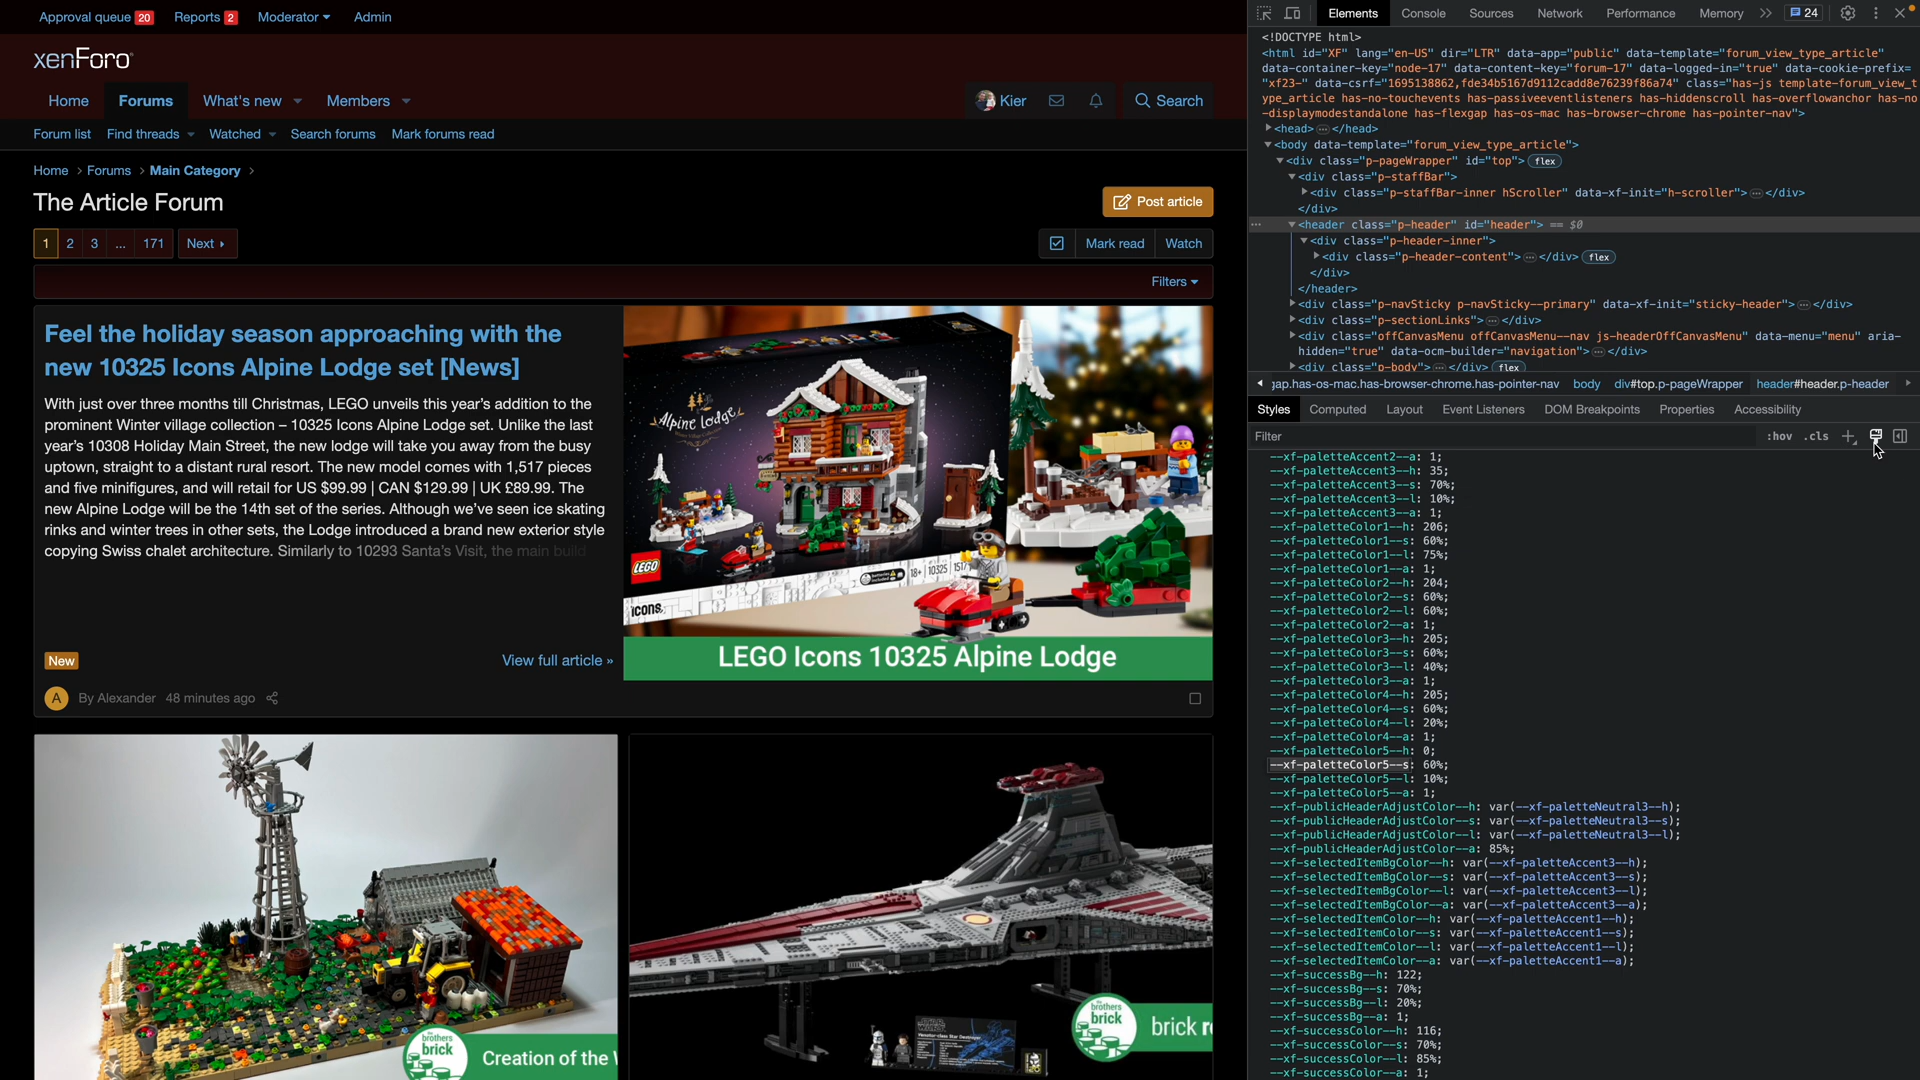 Approval queue 20 Reports 2 Moderator Admin
xenForo
Home Forums What's new Members Kier Search
Forum list Find threads Watched Search forums Mark forums read
Home Forums Main Category
The Article Forum
Post article
1 2 3 ... 171 Next
Mark read Watch
Filters
Feel the holiday season approaching with the
new 10325 Icons Alpine Lodge set [News]
With just over three months till Christmas, LEGO unveils this year's addition to the
prominent Winter village collection – 10325 Icons Alpine Lodge set. Unlike the last
year's 10308 Holiday Main Street, the new lodge will take you away from the busy
uptown, straight to a distant rural resort. The new model comes with 1,517 pieces
and five minifigures, and will retail for US $99.99 | CAN $129.99 | UK £89.99. The
new Alpine Lodge will be the 14th set of the series. Although we've seen ice skating
rinks and winter trees in other sets, the Lodge introduced a brand new exterior style
copying Swiss chalet architecture. Similarly to 10293 Santa's Visit, the main build
New
View full article »
A By Alexander 48 minutes ago
Alpine lodge
LEGO
icons
18+ 10325
LEGO Icons 10325 Alpine Lodge
the brothers brick
Creation of the
the brothers brick
brick
Elements Console Sources Network Performance Memory 24
<!DOCTYPE html>
<html id="XF" lang="en-US" dir="LTR" data-app="public" data-template="forum_view_type_article"
data-container-key="node-17" data-content-key="forum-17" data-logged-in="true" data-cookie-prefix=
"xf23-" data-csrf="1695138862,fde34b5167d9112cadd8e76239f86a74" class="has-js template-forum_view_t
ype_article has-no-touchevents has-passiveeventlisteners has-hiddenscroll has-overflowanchor has-no
-displaymodestandalone has-flexgap has-os-mac has-browser-chrome has-pointer-nav">
<head> … </head>
<body data-template="forum_view_type_article">
<div class="p-pageWrapper" id="top"> flex
<div class="p-staffBar">
<div class="p-staffBar-inner hScroller" data-xf-init="h-scroller"> … </div>
</div>
… <header class="p-header" id="header"> == $0
<div class="p-header-inner">
<div class="p-header-content"> … </div> flex
</div>
</header>
<div class="p-navSticky p-navSticky--primary" data-xf-init="sticky-header"> … </div>
<div class="p-sectionLinks"> … </div>
<div class="offCanvasMenu offCanvasMenu--nav js-headerOffCanvasMenu" data-menu="menu" aria-
hidden="true" data-ocm-builder="navigation"> … </div>
<div class="p-body"> … </div> flex
gap.has-os-mac.has-browser-chrome.has-pointer-nav body div#top.p-pageWrapper header#header.p-header
Styles Computed Layout Event Listeners DOM Breakpoints Properties Accessibility
Filter :hov .cls
--xf-paletteAccent2--a: 1;
--xf-paletteAccent3--h: 35;
--xf-paletteAccent3--s: 70%;
--xf-paletteAccent3--l: 10%;
--xf-paletteAccent3--a: 1;
--xf-paletteColor1--h: 206;
--xf-paletteColor1--s: 60%;
--xf-paletteColor1--l: 75%;
--xf-paletteColor1--a: 1;
--xf-paletteColor2--h: 204;
--xf-paletteColor2--s: 60%;
--xf-paletteColor2--l: 60%;
--xf-paletteColor2--a: 1;
--xf-paletteColor3--h: 205;
--xf-paletteColor3--s: 60%;
--xf-paletteColor3--l: 40%;
--xf-paletteColor3--a: 1;
--xf-paletteColor4--h: 205;
--xf-paletteColor4--s: 60%;
--xf-paletteColor4--l: 20%;
--xf-paletteColor4--a: 1;
--xf-paletteColor5--h: 0;
--xf-paletteColor5--s: 60%;
--xf-paletteColor5--l: 10%;
--xf-paletteColor5--a: 1;
--xf-publicHeaderAdjustColor--h: var(--xf-paletteNeutral3--h);
--xf-publicHeaderAdjustColor--s: var(--xf-paletteNeutral3--s);
--xf-publicHeaderAdjustColor--l: var(--xf-paletteNeutral3--l);
--xf-publicHeaderAdjustColor--a: 85%;
--xf-selectedItemBgColor--h: var(--xf-paletteAccent3--h);
--xf-selectedItemBgColor--s: var(--xf-paletteAccent3--s);
--xf-selectedItemBgColor--l: var(--xf-paletteAccent3--l);
--xf-selectedItemBgColor--a: var(--xf-paletteAccent3--a);
--xf-selectedItemColor--h: var(--xf-paletteAccent1--h);
--xf-selectedItemColor--s: var(--xf-paletteAccent1--s);
--xf-selectedItemColor--l: var(--xf-paletteAccent1--l);
--xf-selectedItemColor--a: var(--xf-paletteAccent1--a);
--xf-successBg--h: 122;
--xf-successBg--s: 70%;
--xf-successBg--l: 20%;
--xf-successBg--a: 1;
--xf-successColor--h: 116;
--xf-successColor--s: 70%;
--xf-successColor--l: 85%;
--xf-successColor--a: 1;